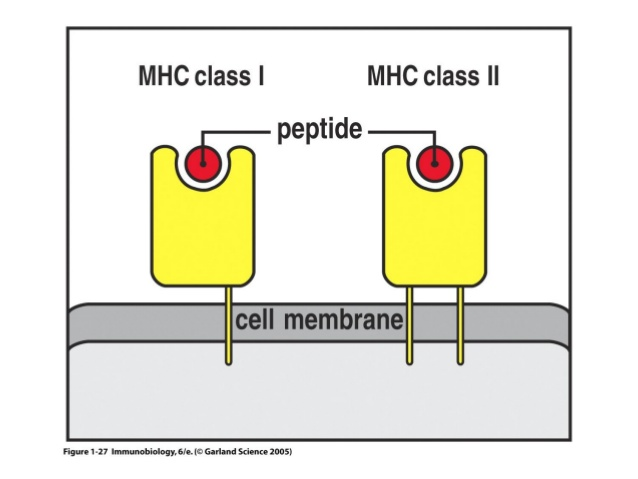 MHC class I
MHC class II
peptide
cell membrane
Figure 1-27 Immunobiology, 6/e. (© Garland Science 2005)